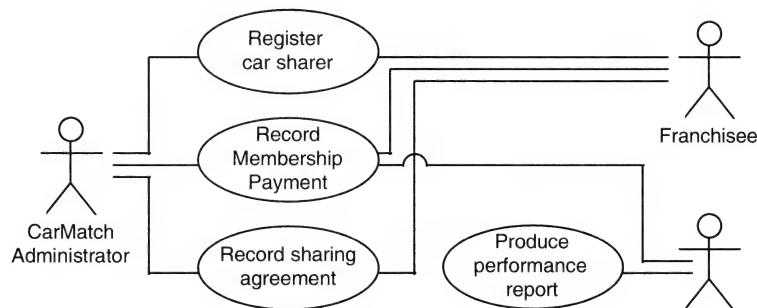 Register
car sharer
Franchisee
Record
Membership
Payment
CarMatch
Administrator
Record sharing
agreement
Produce
performance
report